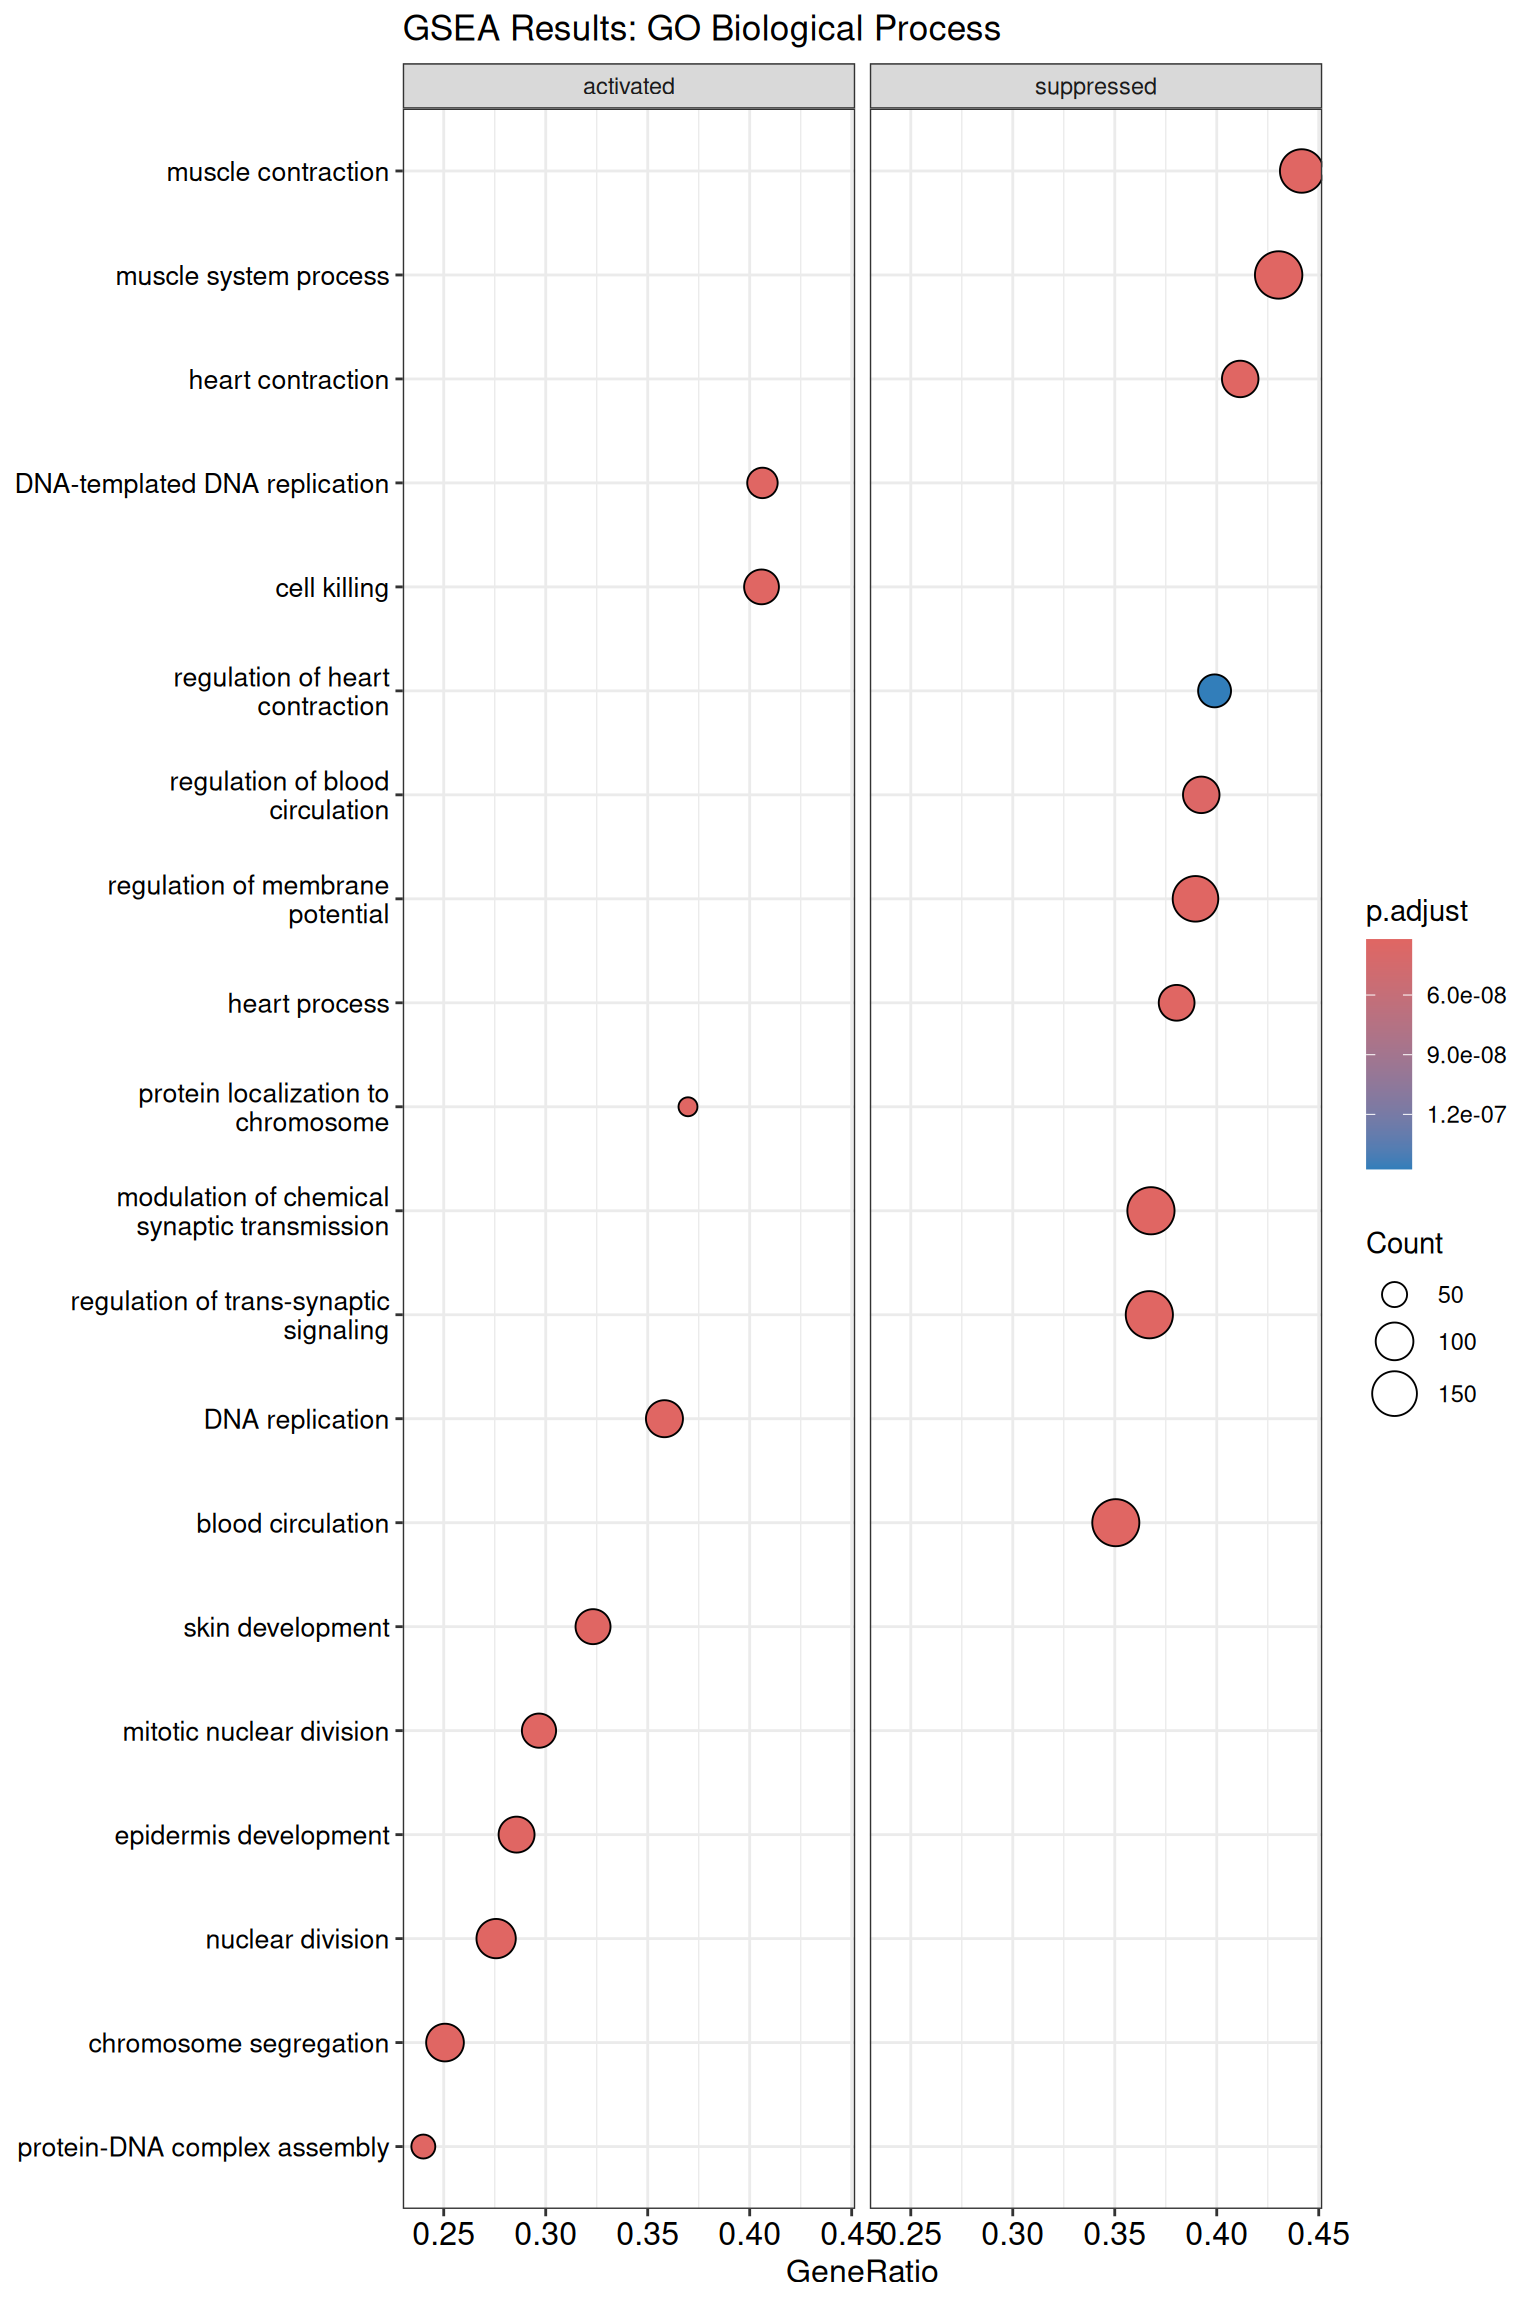 GSEA Results: GO Biological Process
activated
suppressed
muscle contraction
muscle system process
heart contraction
DNA-templated DNA replication
cell killing
regulation of heart
contraction
regulation of blood
circulation
regulation of membrane
potential
heart process
protein localization to
chromosome
modulation of chemical
synaptic transmission
regulation of trans-synaptic
signaling
DNA replication
blood circulation
skin development
mitotic nuclear division
epidermis development
nuclear division
chromosome segregation
protein-DNA complex assembly
0.25 0.30 0.35 0.40 0.45
0.25 0.30 0.35 0.40 0.45
GeneRatio
p.adjust
6.0e-08
9.0e-08
1.2e-07
Count
50
100
150